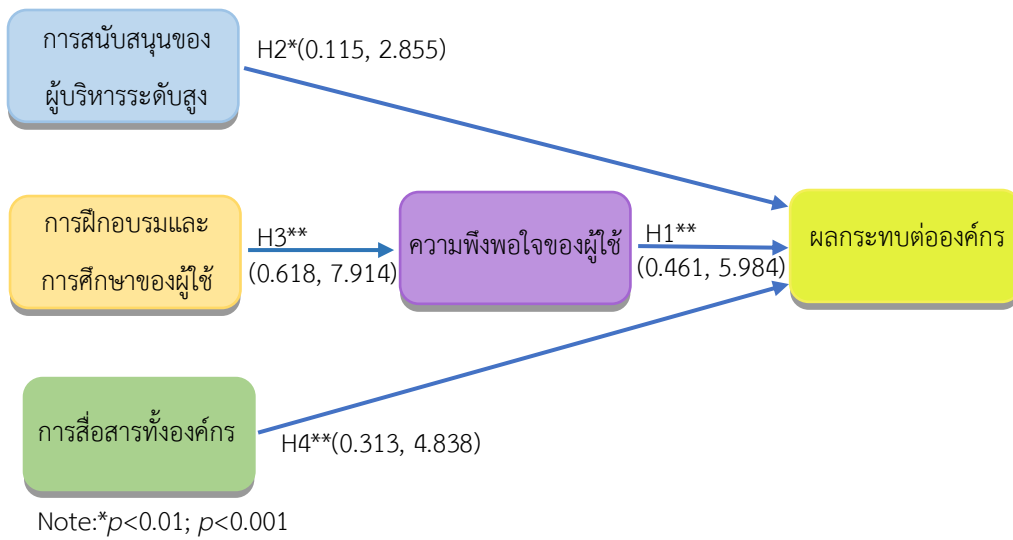 การสนับสนุนของ
ผู้บริหารระดับสูง
H2*(0.115, 2.855)
การฝึกอบรมและ
การศึกษาของผู้ใช้
H3**
(0.618, 7.914)
ความพึงพอใจของผู้ใช้
H1**
(0.461, 5.984)
ผลกระทบต่อองค์กร
การสื่อสารทั้งองค์กร
H4**(0.313, 4.838)
Note:*p<0.01; p<0.001